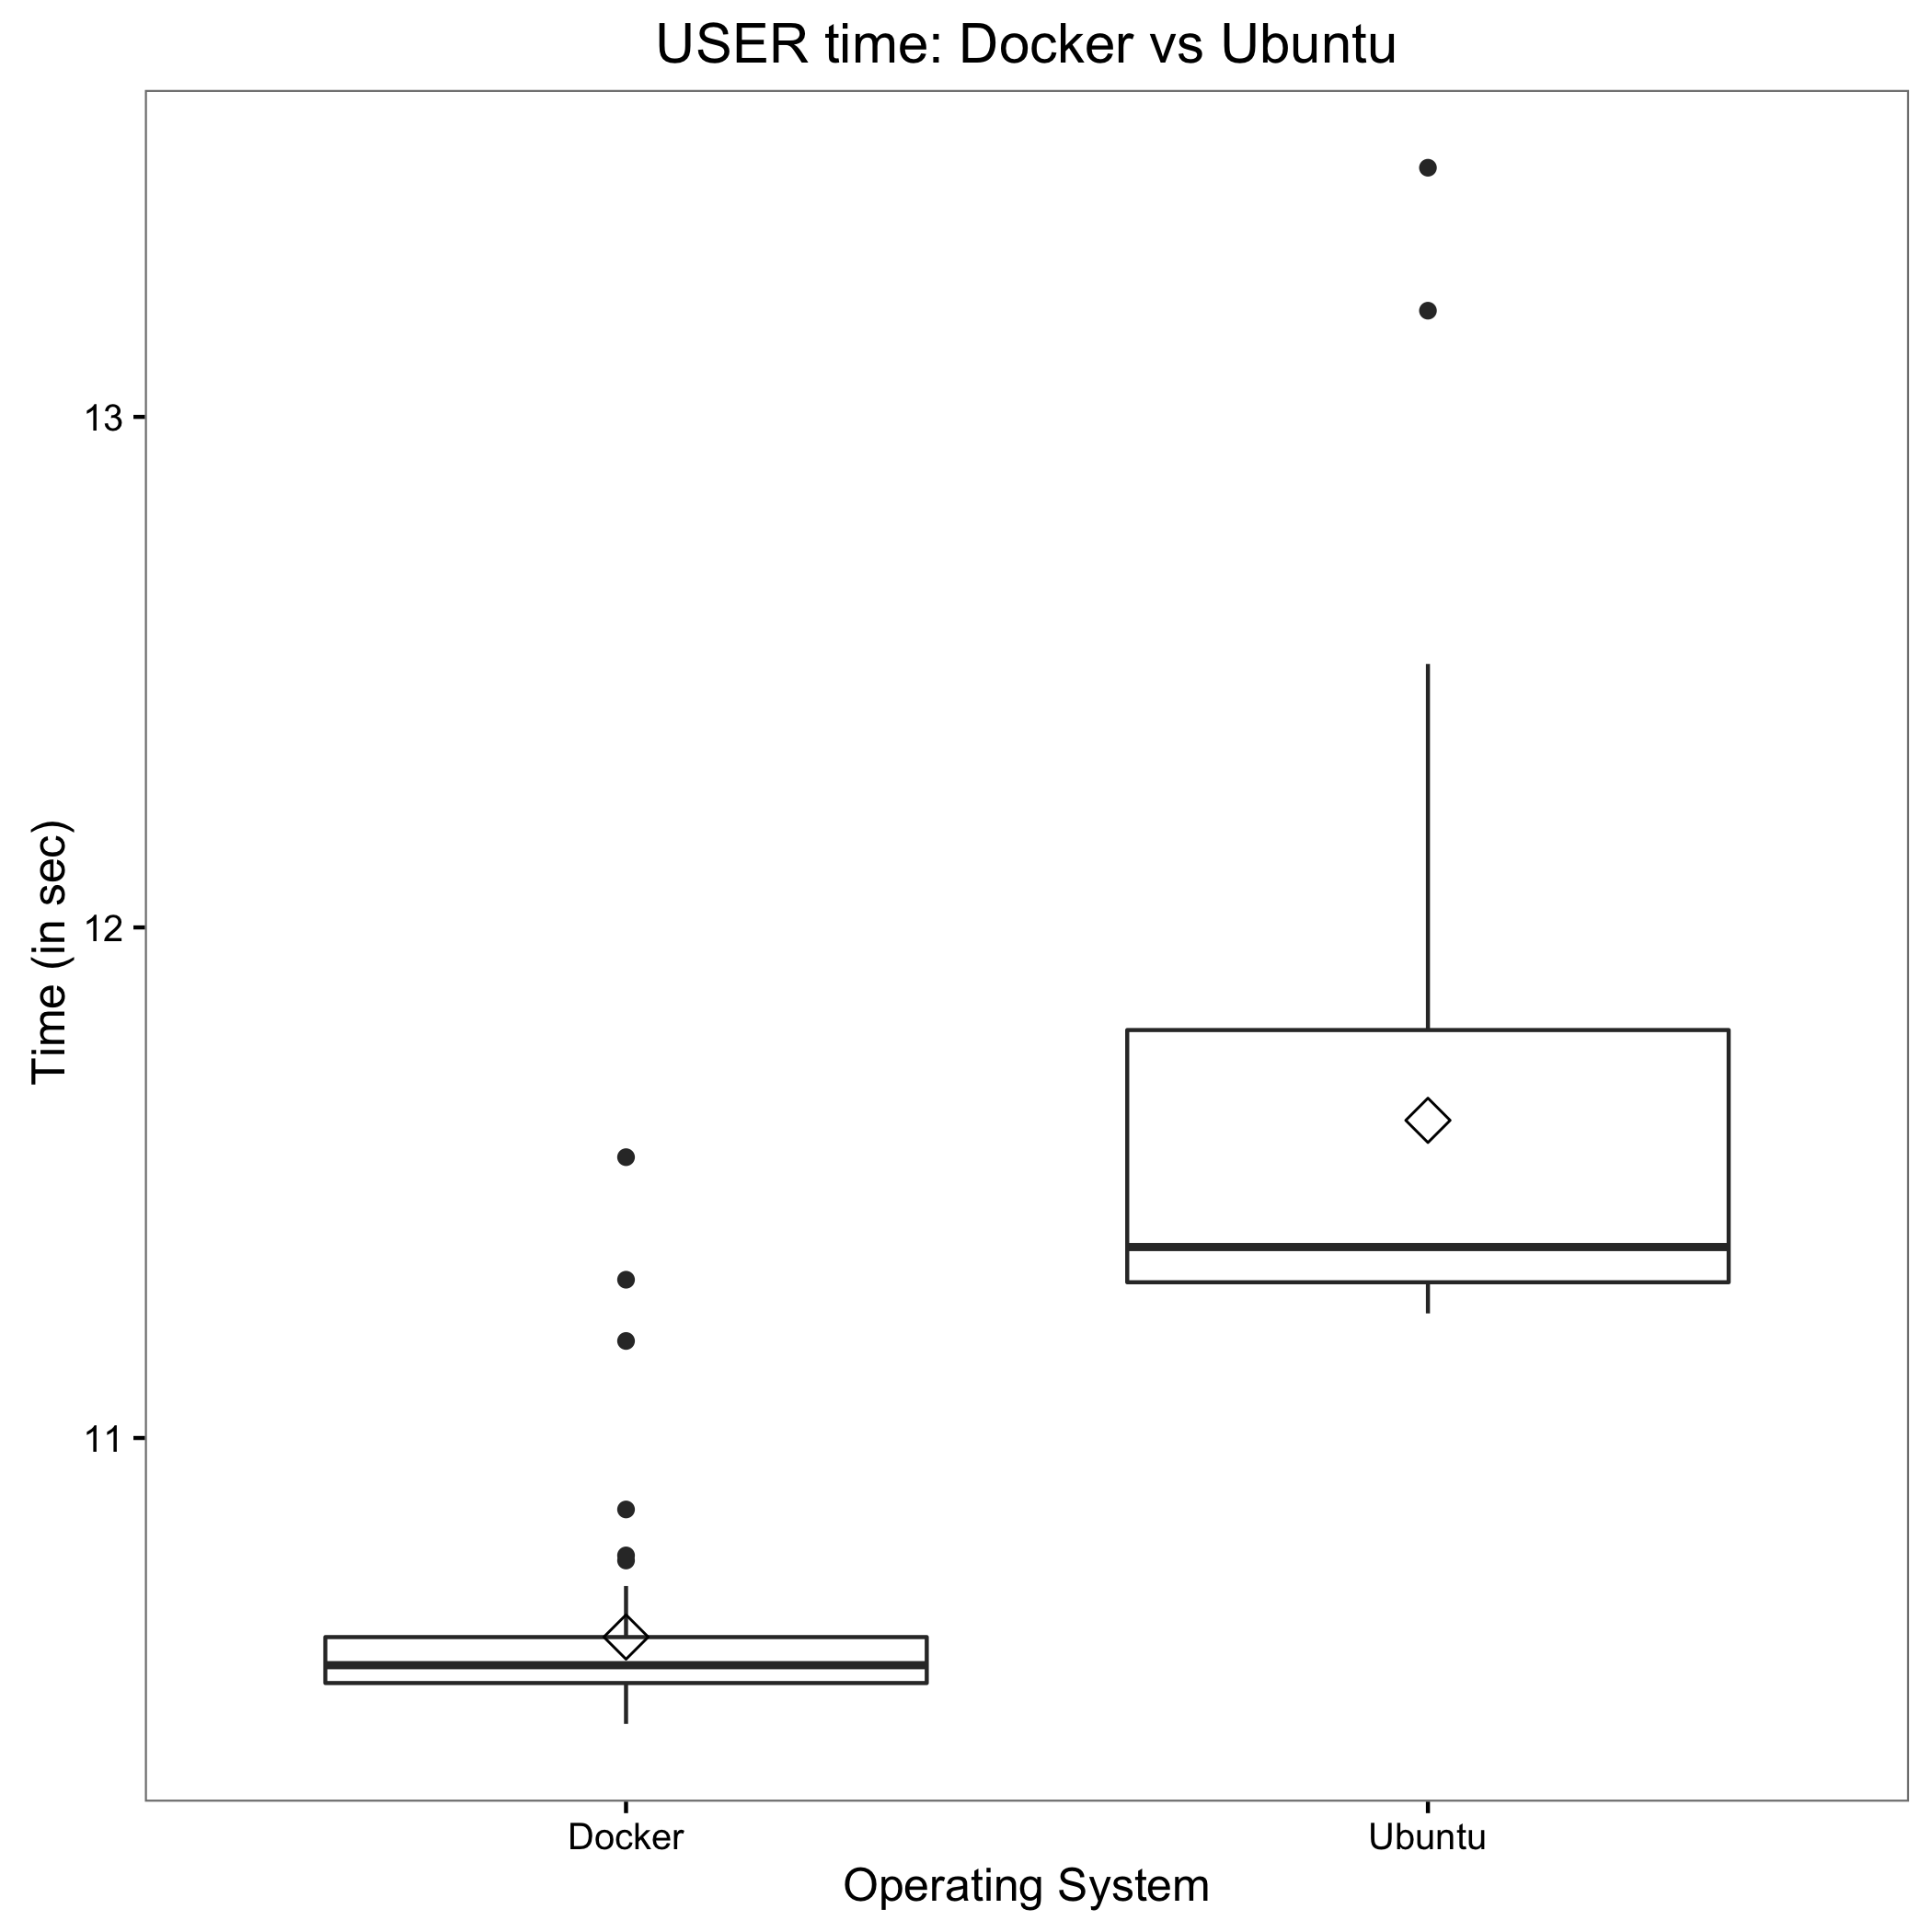 USER time: Docker vs Ubuntu
Time (in sec)
13
12
11
Docker
Ubuntu
Operating System